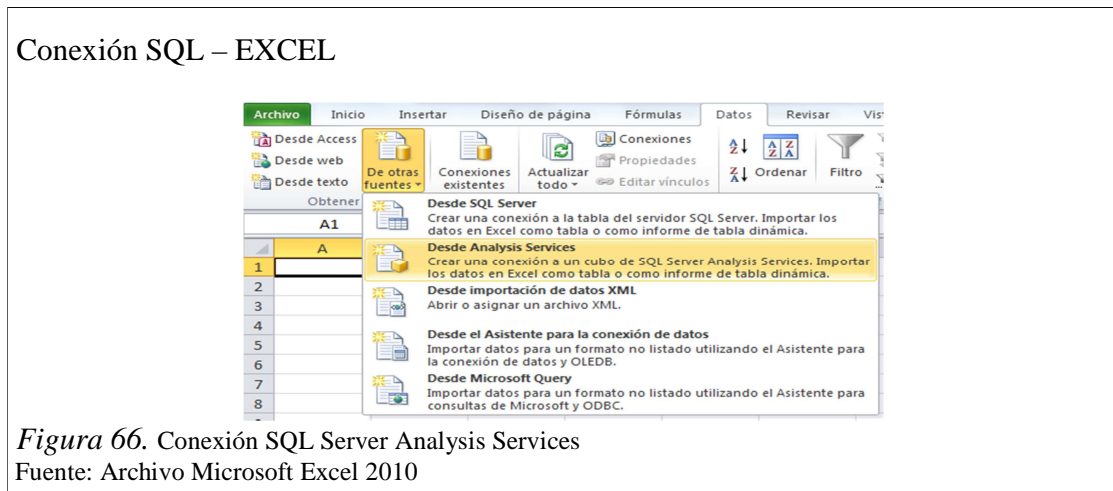 Conexión SQL – EXCEL
Archivo Inicio Insertar Diseño de página Fórmulas Datos Revisar
Desde Access
Desde web
Desde texto
Obtener
De otras
fuentes
Conexiones
existentes
Actualizar
todo
Conexiones
Propiedades
Editar vínculos
A
Z
Z
A
A Z
Z A
Ordenar
Filtro
A1
A
1
2
3
4
5
6
7
8
Desde SQL Server
Crear una conexión a la tabla del servidor SQL Server. Importar los
datos en Excel como tabla o como informe de tabla dinámica.
Desde Analysis Services
Crear una conexión a un cubo de SQL Server Analysis Services. Importar
los datos en Excel como tabla o como informe de tabla dinámica.
Desde importación de datos XML
Abrir o asignar un archivo XML.
Desde el Asistente para la conexión de datos
Importar datos para un formato no listado utilizando el Asistente para
la conexión de datos y OLEDB.
Desde Microsoft Query
Importar datos para un formato no listado utilizando el Asistente para
consultas de Microsoft y ODBC.
Figura 66. Conexión SQL Server Analysis Services
Fuente: Archivo Microsoft Excel 2010